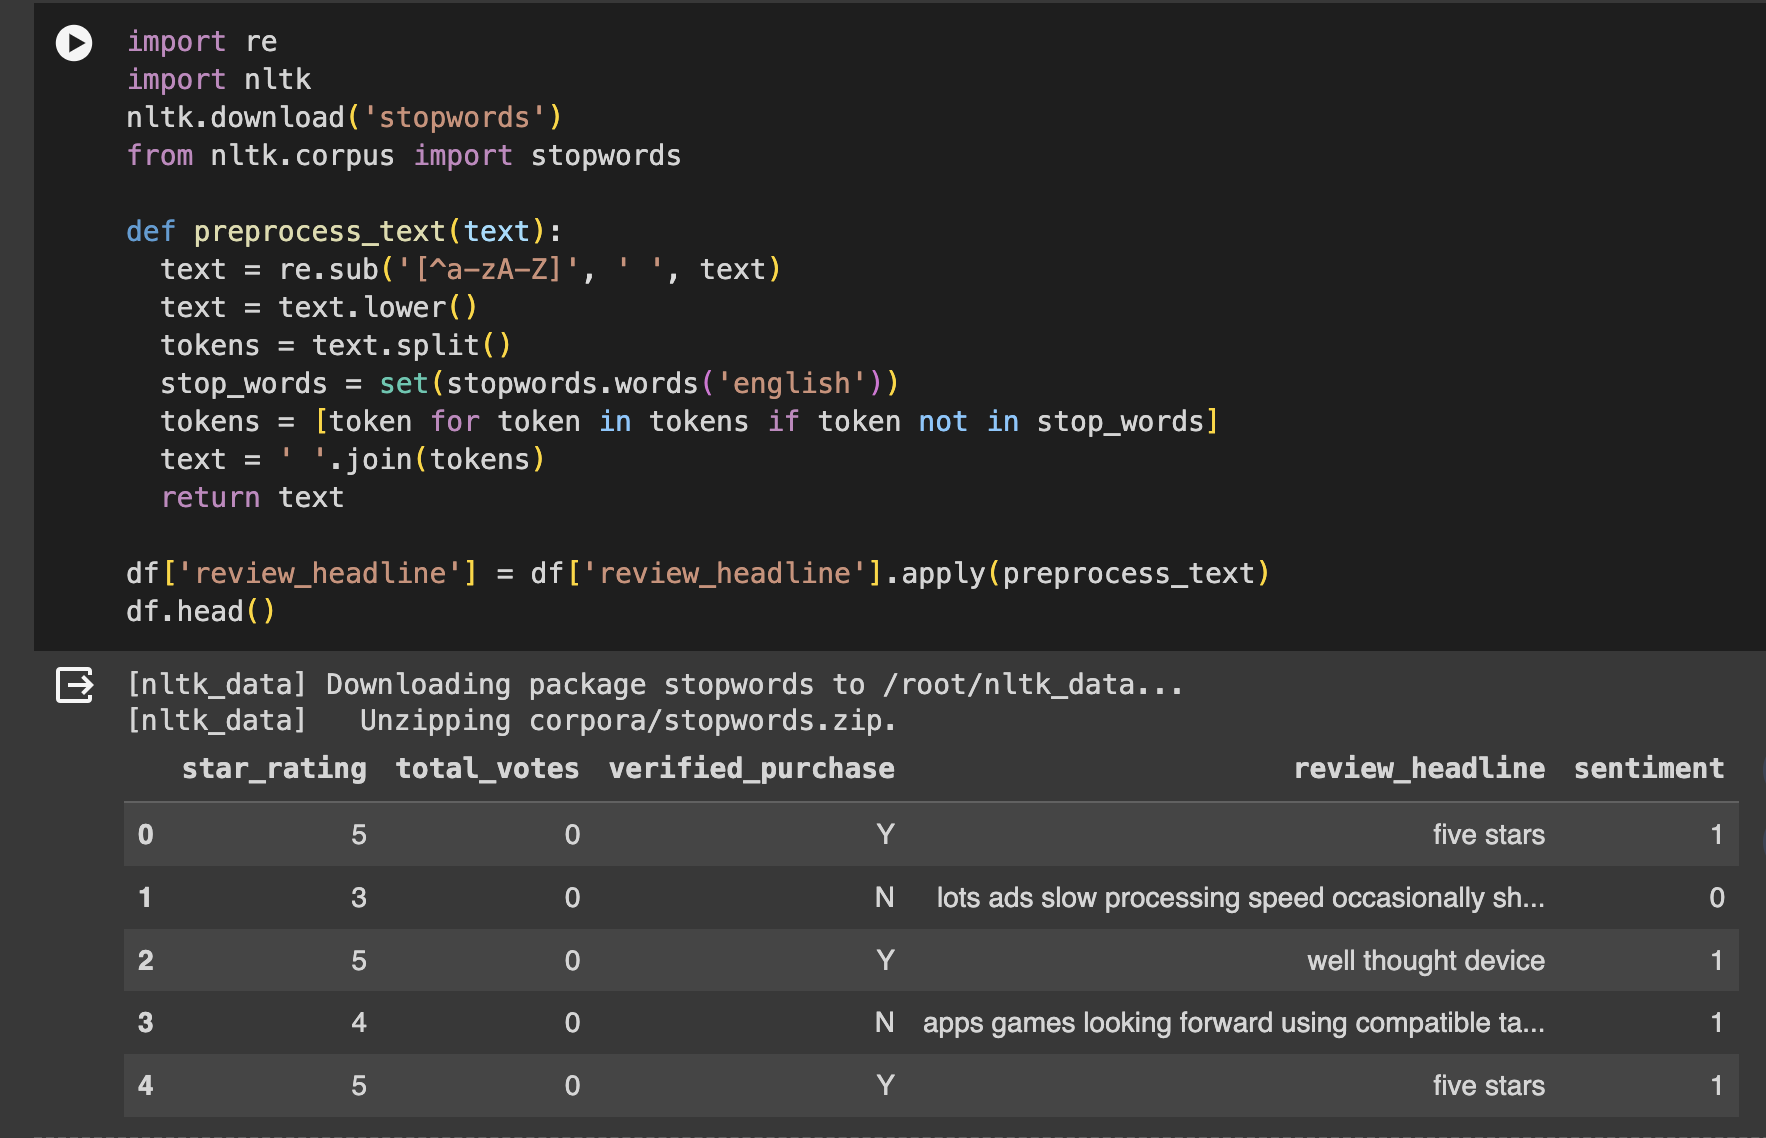 import re
import nltk
nltk.download('stopwords')
from nltk.corpus import stopwords

def preprocess_text(text):
  text = re.sub('[^a-zA-Z]', ' ', text)
  text = text.lower()
  tokens = text.split()
  stop_words = set(stopwords.words('english'))
  tokens = [token for token in tokens if token not in stop_words]
  text = ' '.join(tokens)
  return text

df['review_headline'] = df['review_headline'].apply(preprocess_text)
df.head()
[nltk_data] Downloading package stopwords to /root/nltk_data...
[nltk_data]   Unzipping corpora/stopwords.zip.
star_rating total_votes verified_purchase review_headline sentiment
0 5 0 Y five stars 1
1 3 0 N lots ads slow processing speed occasionally sh... 0
2 5 0 Y well thought device 1
3 4 0 N apps games looking forward using compatible ta... 1
4 5 0 Y five stars 1